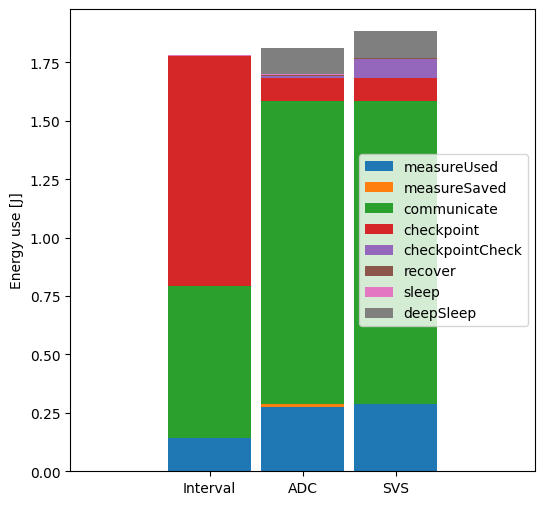 1.75
1.50
1.25
1.00
0.75
0.50
0.25
0.00
Energy use [J]
measureUsed
measureSaved
communicate
checkpoint
checkpointCheck
recover
sleep
deepSleep
Interval ADC SVS